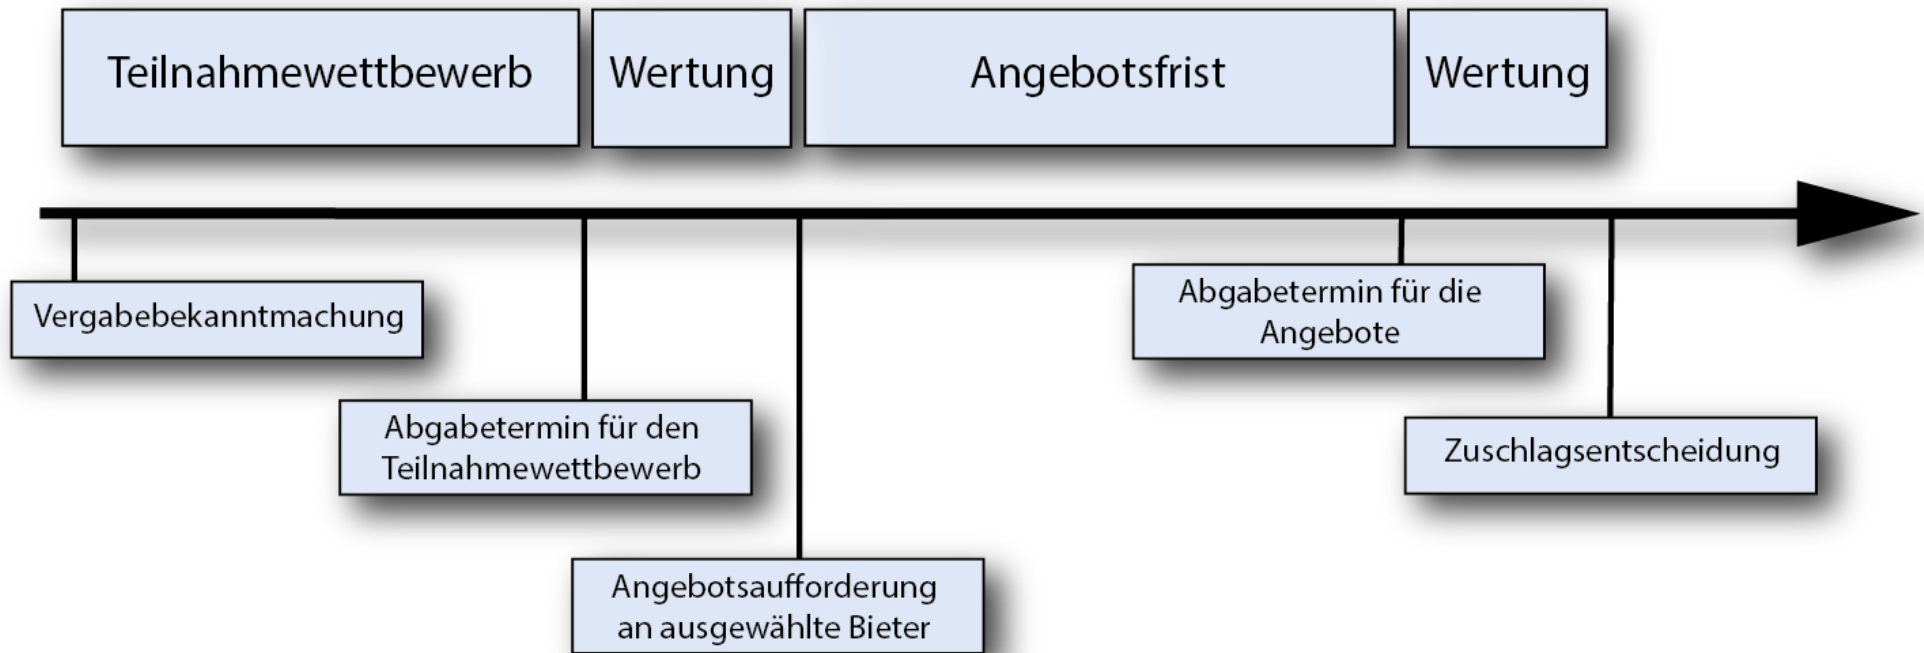 Teilnahmewettbewerb
Wertung
Angebotsfrist
Wertung
Vergabebekanntmachung
Abgabetermin für den
Teilnahmewettbewerb
Angebotsaufforderung
an ausgewählte Bieter
Abgabetermin für die
Angebote
Zuschlagsentscheidung